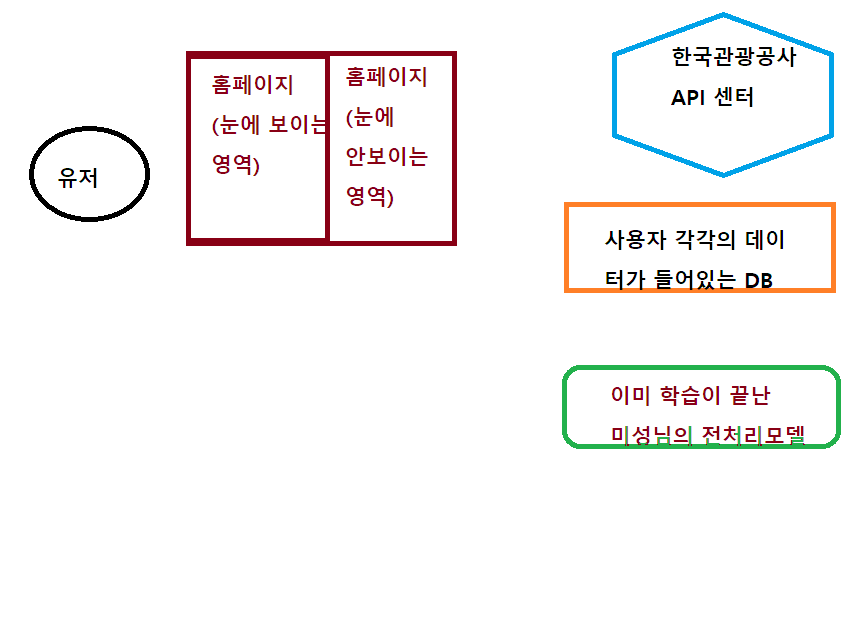 유저
홈페이지
(눈에 보이는
영역)
홈페이지
(눈에
안보이는
영역)
한국관광공사
API 센터
사용자 각각의 데이
터가 들어있는 DB
이미 학습이 끝난
미성님의 전처리모델